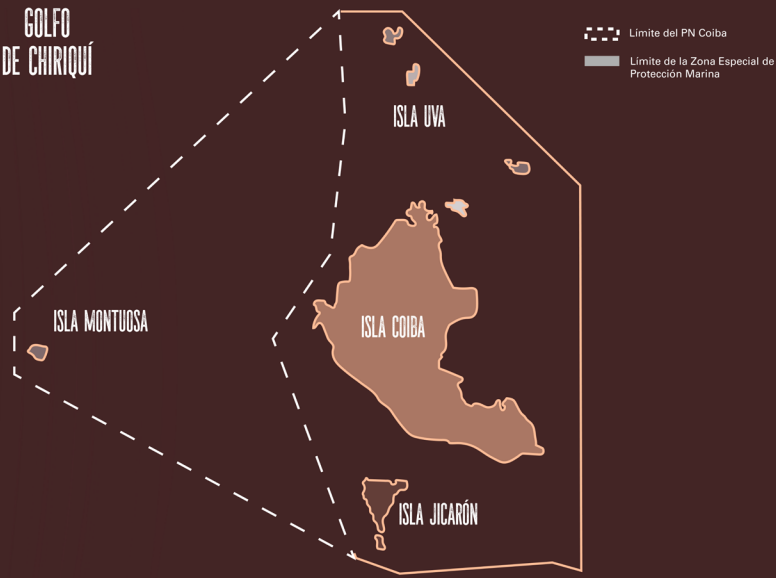 GOLFO
DE CHIRIQUÍ
Límite del PN Coiba
Límite de la Zona Especial de
Protección Marina
ISLA UVA
ISLA MONTUOSA
ISLA COIBA
ISLA JICARÓN